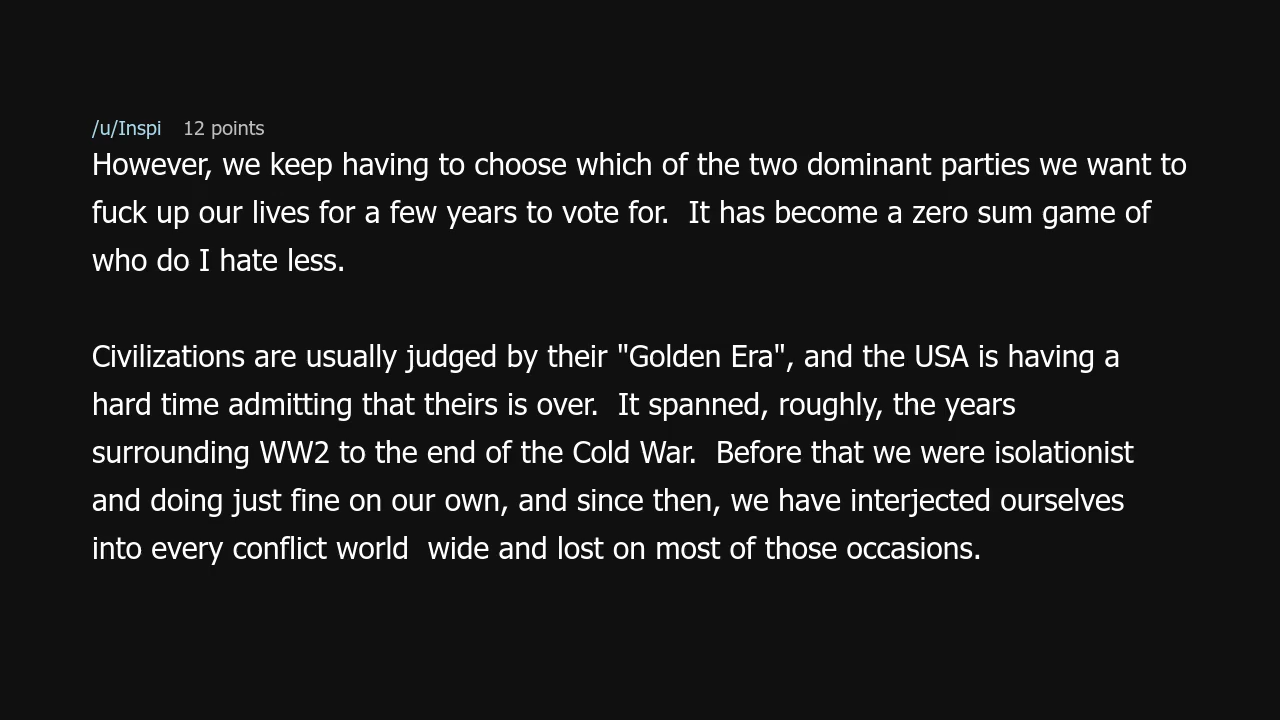 /u/Inspi 12 points
However, we keep having to choose which of the two dominant parties we want to
fuck up our lives for a few years to vote for.  It has become a zero sum game of
who do I hate less.
Civilizations are usually judged by their "Golden Era", and the USA is having a
hard time admitting that theirs is over.  It spanned, roughly, the years
surrounding WW2 to the end of the Cold War.  Before that we were isolationist
and doing just fine on our own, and since then, we have interjected ourselves
into every conflict world  wide and lost on most of those occasions.